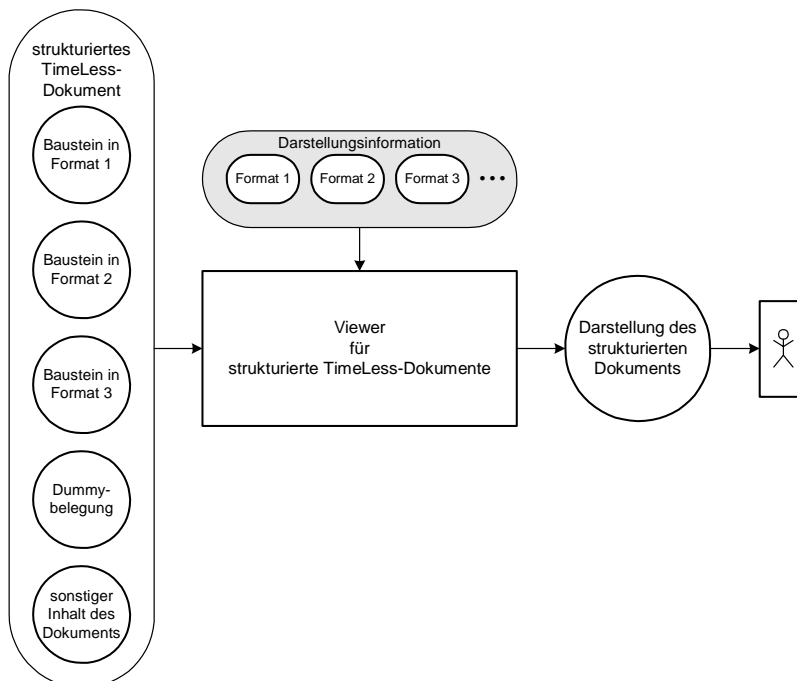 strukturiertes
TimeLess-
Dokument
Baustein in
Format 1
Baustein in
Format 2
Baustein in
Format 3
Dummy-
belegung
sonstiger
Inhalt des
Dokuments
Darstellungsinformation
Format 1 Format 2 Format 3 •••
Viewer
für
strukturierte TimeLess-Dokumente
Darstellung des
strukturierten
Dokuments